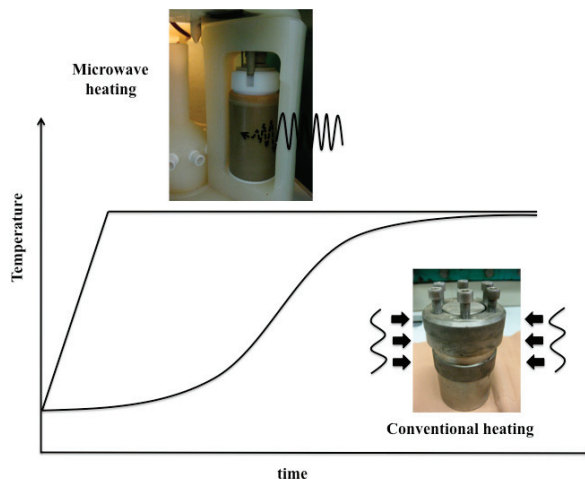 Microwave
heating
Temperature
Conventional heating
time